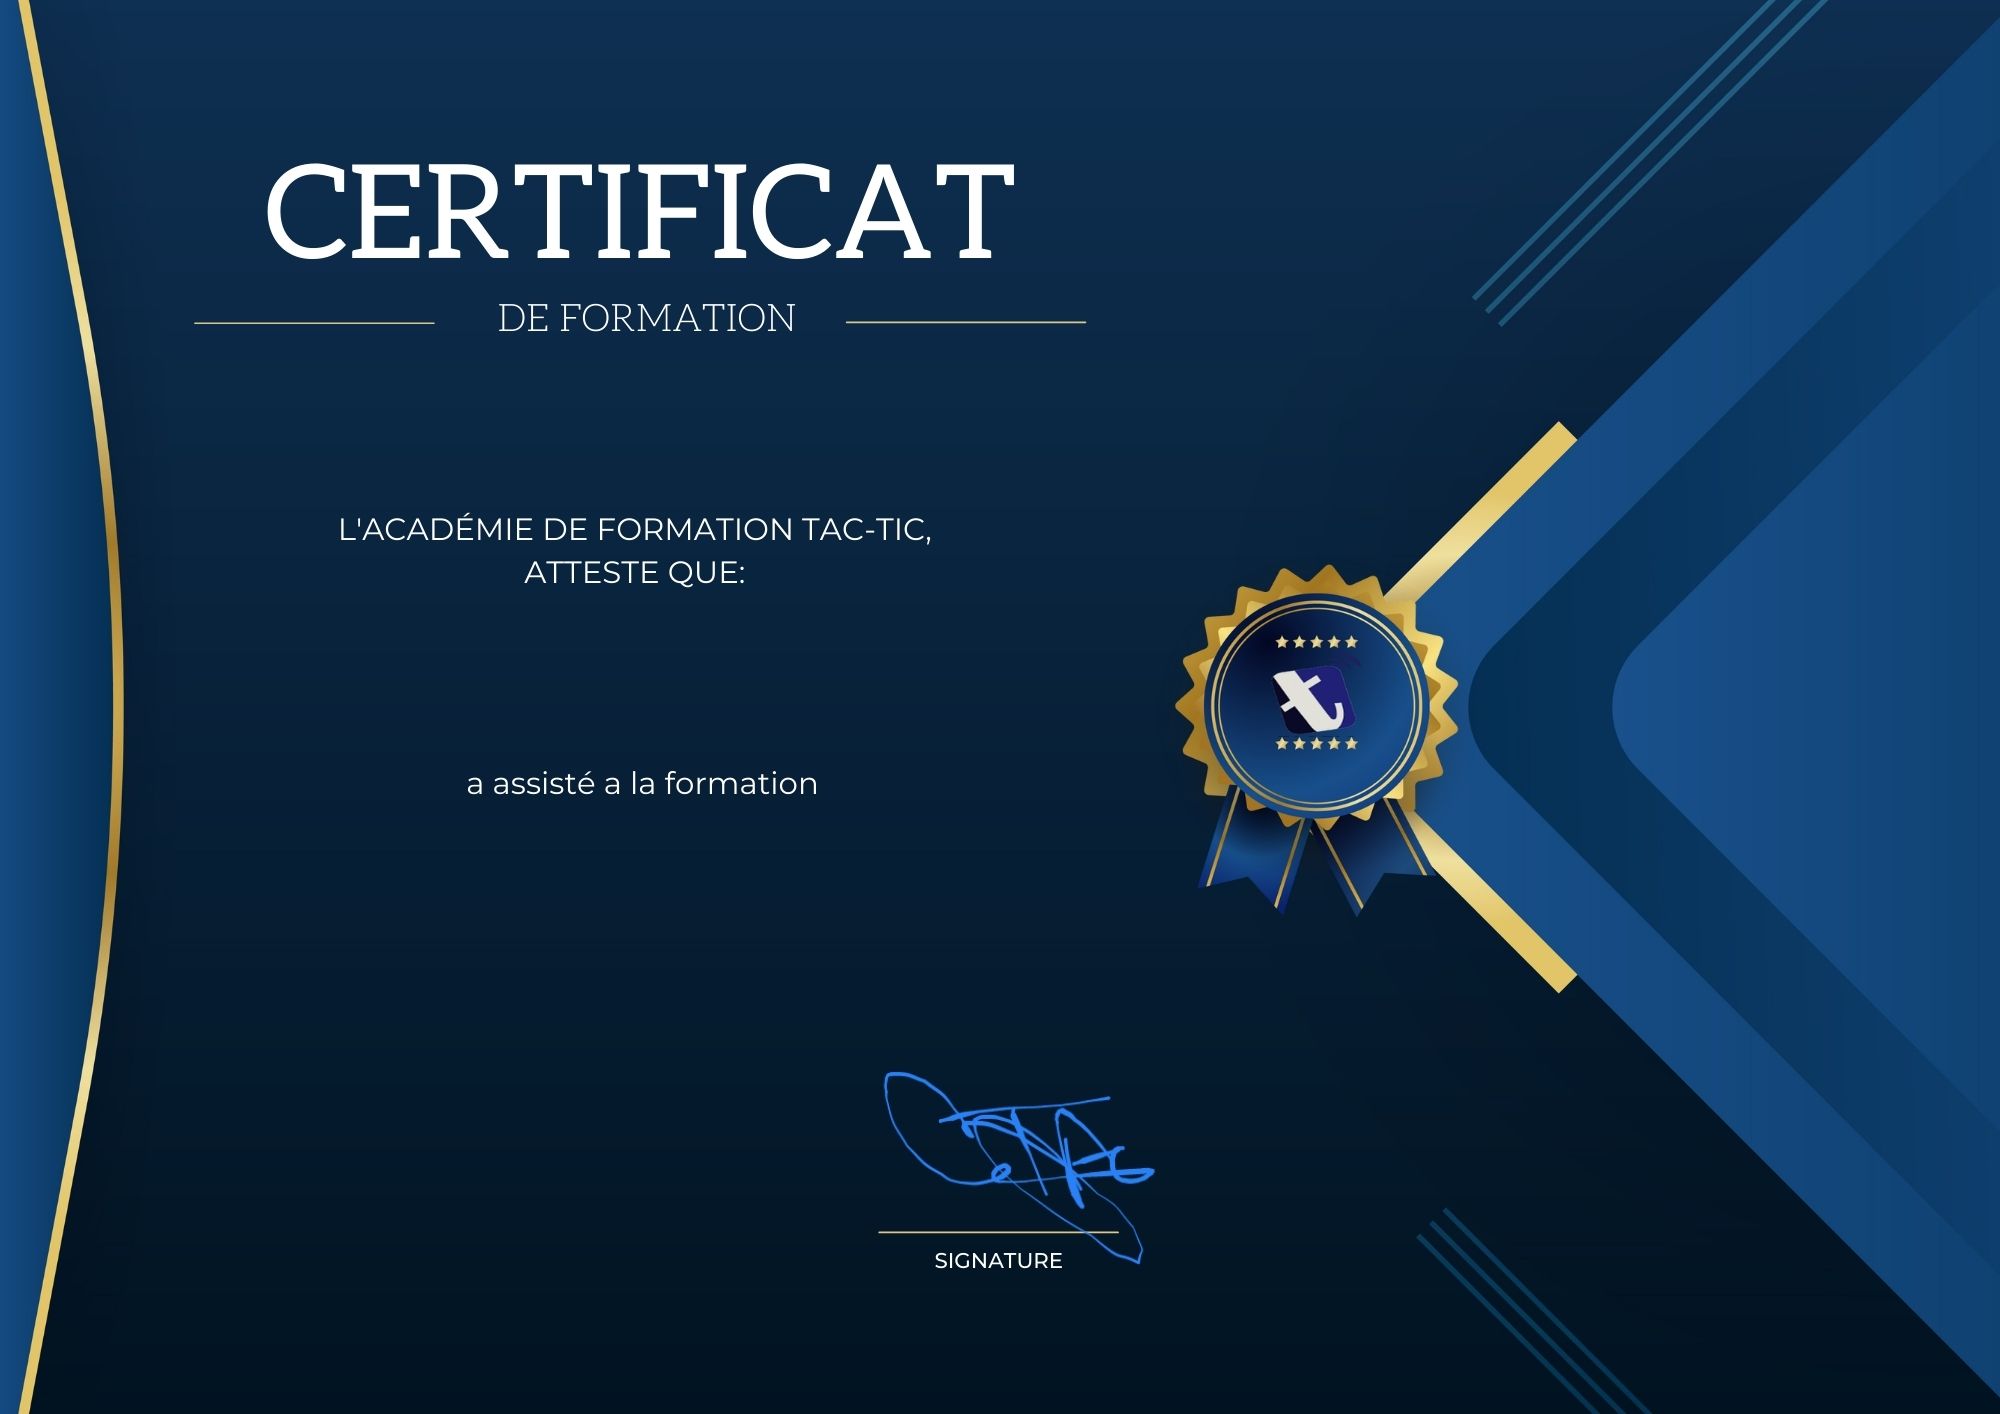 CERTIFICAT
DE FORMATION
L'ACADÉMIE DE FORMATION TAC-TIC,
ATTESTE QUE:
a assisté a la formation
t
SIGNATURE